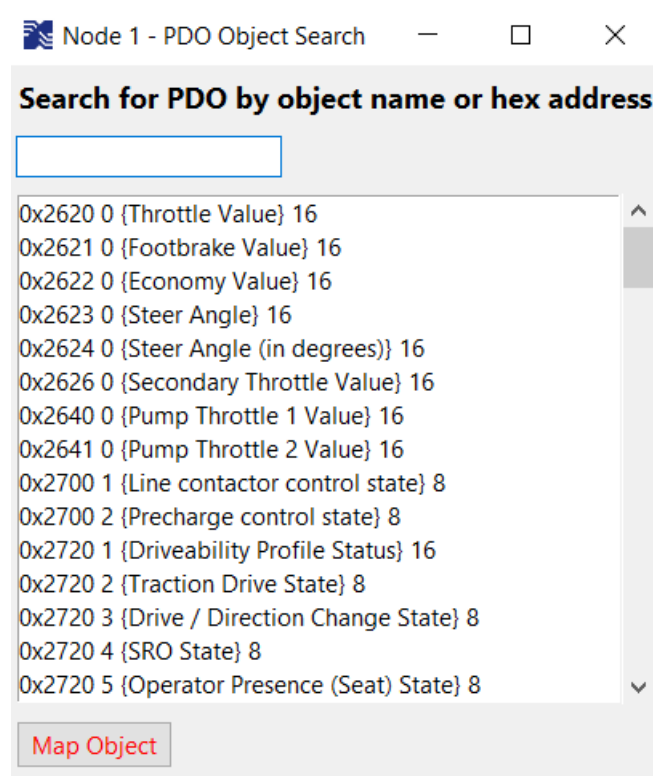 Node 1 - PDO Object Search
Search for PDO by object name or hex address
0x2620 0 {Throttle Value} 16
0x2621 0 {Footbrake Value} 16
0x2622 0 {Economy Value} 16
0x2623 0 {Steer Angle} 16
0x2624 0 {Steer Angle (in degrees)} 16
0x2626 0 {Secondary Throttle Value} 16
0x2640 0 {Pump Throttle 1 Value} 16
0x2641 0 {Pump Throttle 2 Value} 16
0x2700 1 {Line contactor control state} 8
0x2700 2 {Precharge control state} 8
0x2720 1 {Driveability Profile Status} 16
0x2720 2 {Traction Drive State} 8
0x2720 3 {Drive / Direction Change State} 8
0x2720 4 {SRO State} 8
0x2720 5 {Operator Presence (Seat) State} 8
Map Object